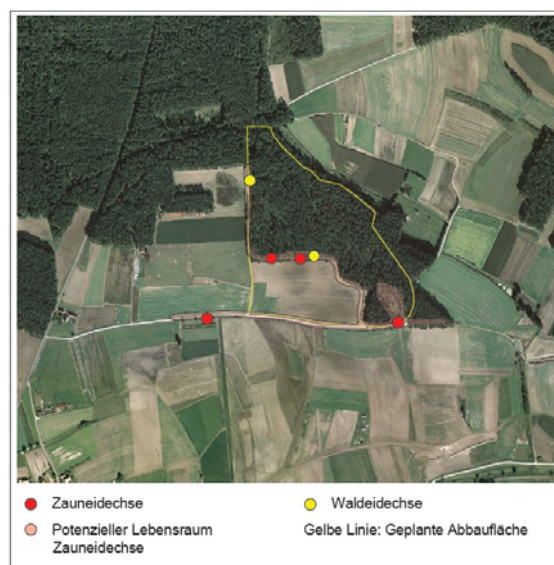 Zauneidechse
Waldeidechse
Potenzieller Lebensraum
Zauneidechse
Gelbe Linie: Geplante Abbaufläche